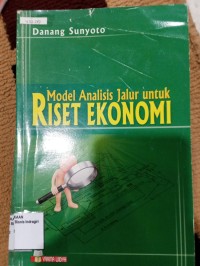 Danang Sunyoto
Model Analisis Jalur untuk
RISET EKONOMI